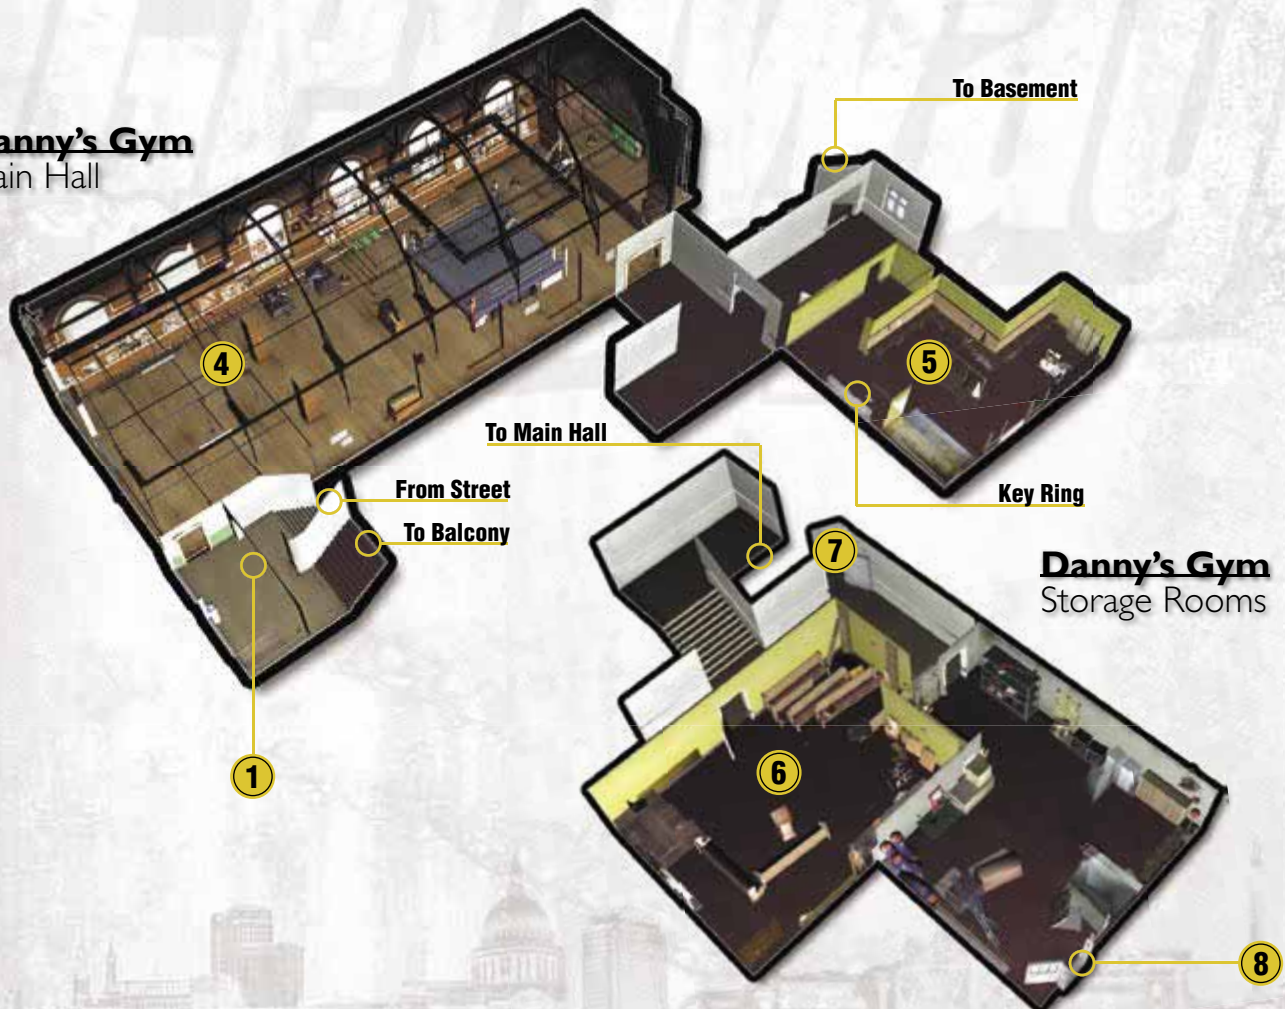 anny's Gym
ain Hall
To Basement
4
5
To Main Hall
From Street
Key Ring
To Balcony
7
Danny's Gym
Storage Rooms
1
6
8